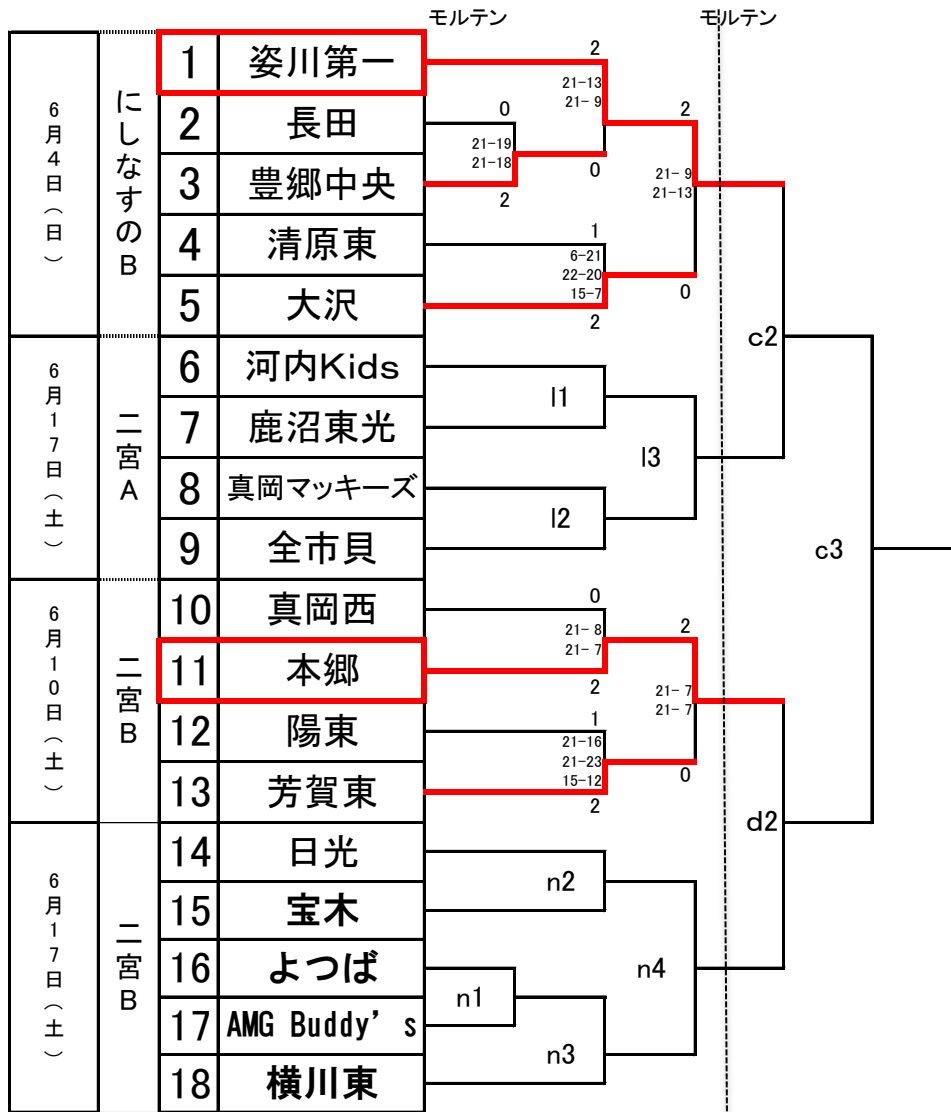 モルテン
モルテン
6月4日（日）
にしなすのB
1 姿川第一
2 長田
3 豊郷中央
4 清原東
5 大沢
2
21-13
21- 9
0
21-19
21-18
2
0
2
21- 9
21-13
1
6-21
22-20
15-7
2
0
c2
6月17日（土）
二宮A
6 河内Kids
7 鹿沼東光
8 真岡マッキーズ
9 全市貝
l1
l3
l2
c3
6月10日（土）
二宮B
10 真岡西
11 本郷
12 陽東
13 芳賀東
0
21- 8
21- 7
2
2
21- 7
21- 7
1
21-16
21-23
15-12
2
0
d2
6月17日（土）
二宮B
14 日光
15 宝木
16 よつば
17 AMG Buddy’s
18 横川東
n2
n4
n1
n3